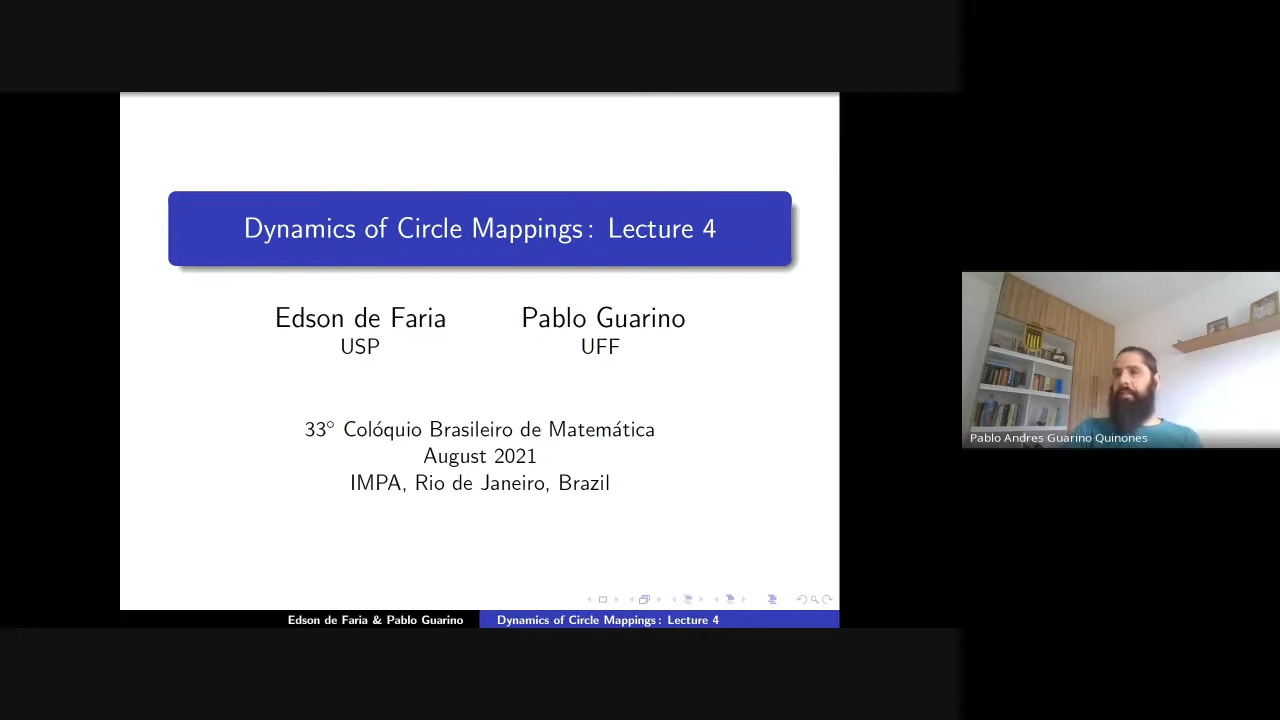 Dynamics of Circle Mappings: Lecture 4
Edson de Faria Pablo Guarino
USP UFF
33° Colóquio Brasileiro de Matemática
August 2021
IMPA, Rio de Janeiro, Brazil
Edson de Faria & Pablo Guarino Dynamics of Circle Mappings: Lecture 4
Pablo Andres Guarino Quinones